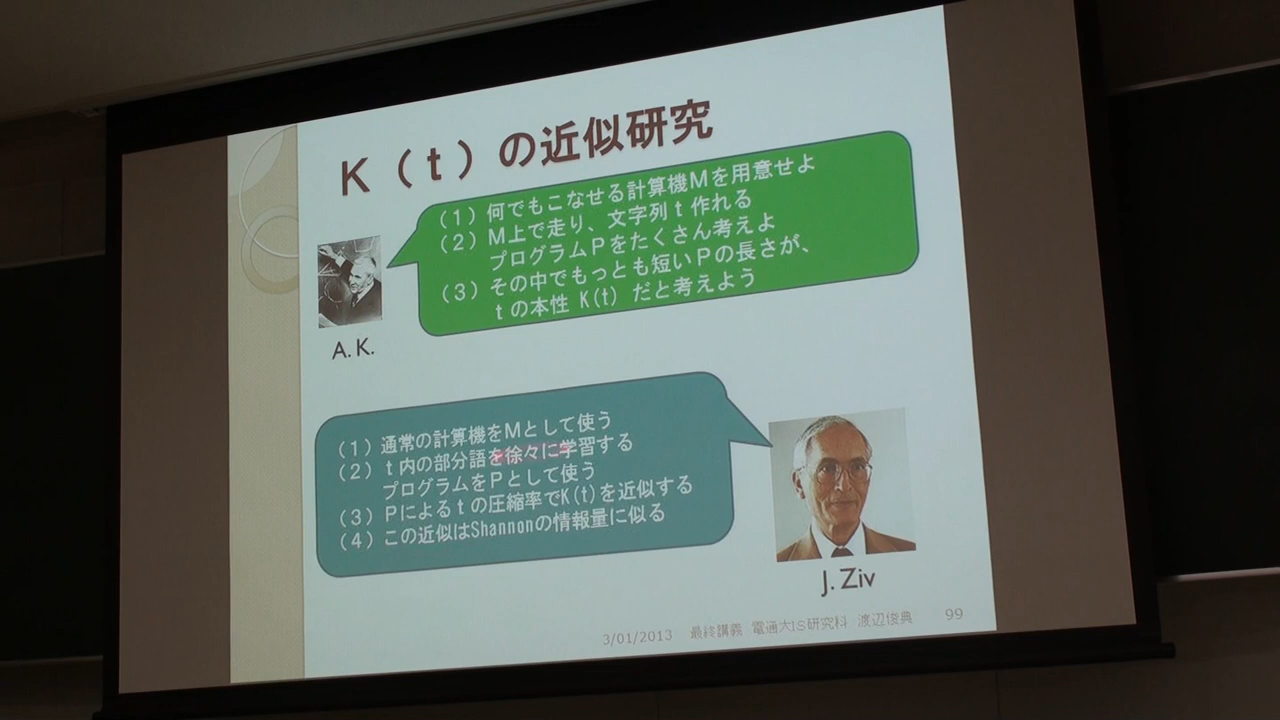 K(t)の近似研究
(1)何でもこなせる計算機Mを用意せよ
(2)M上で走り、文字列t作れる
プログラムPをたくさん考えよ
(3)その中でもっとも短いPの長さが、
tの本性 K(t) だと考えよう
A.K.
(1)通常の計算機をMとして使う
(2)t内の部分語を徐々に学習する
プログラムをPとして使う
(3)Pによるtの圧縮率でK(t)を近似する
(4)この近似はShannonの情報量に似る
J. Ziv
3/01/2013 最終講義 電通大IS研究科 渡辺俊典 99